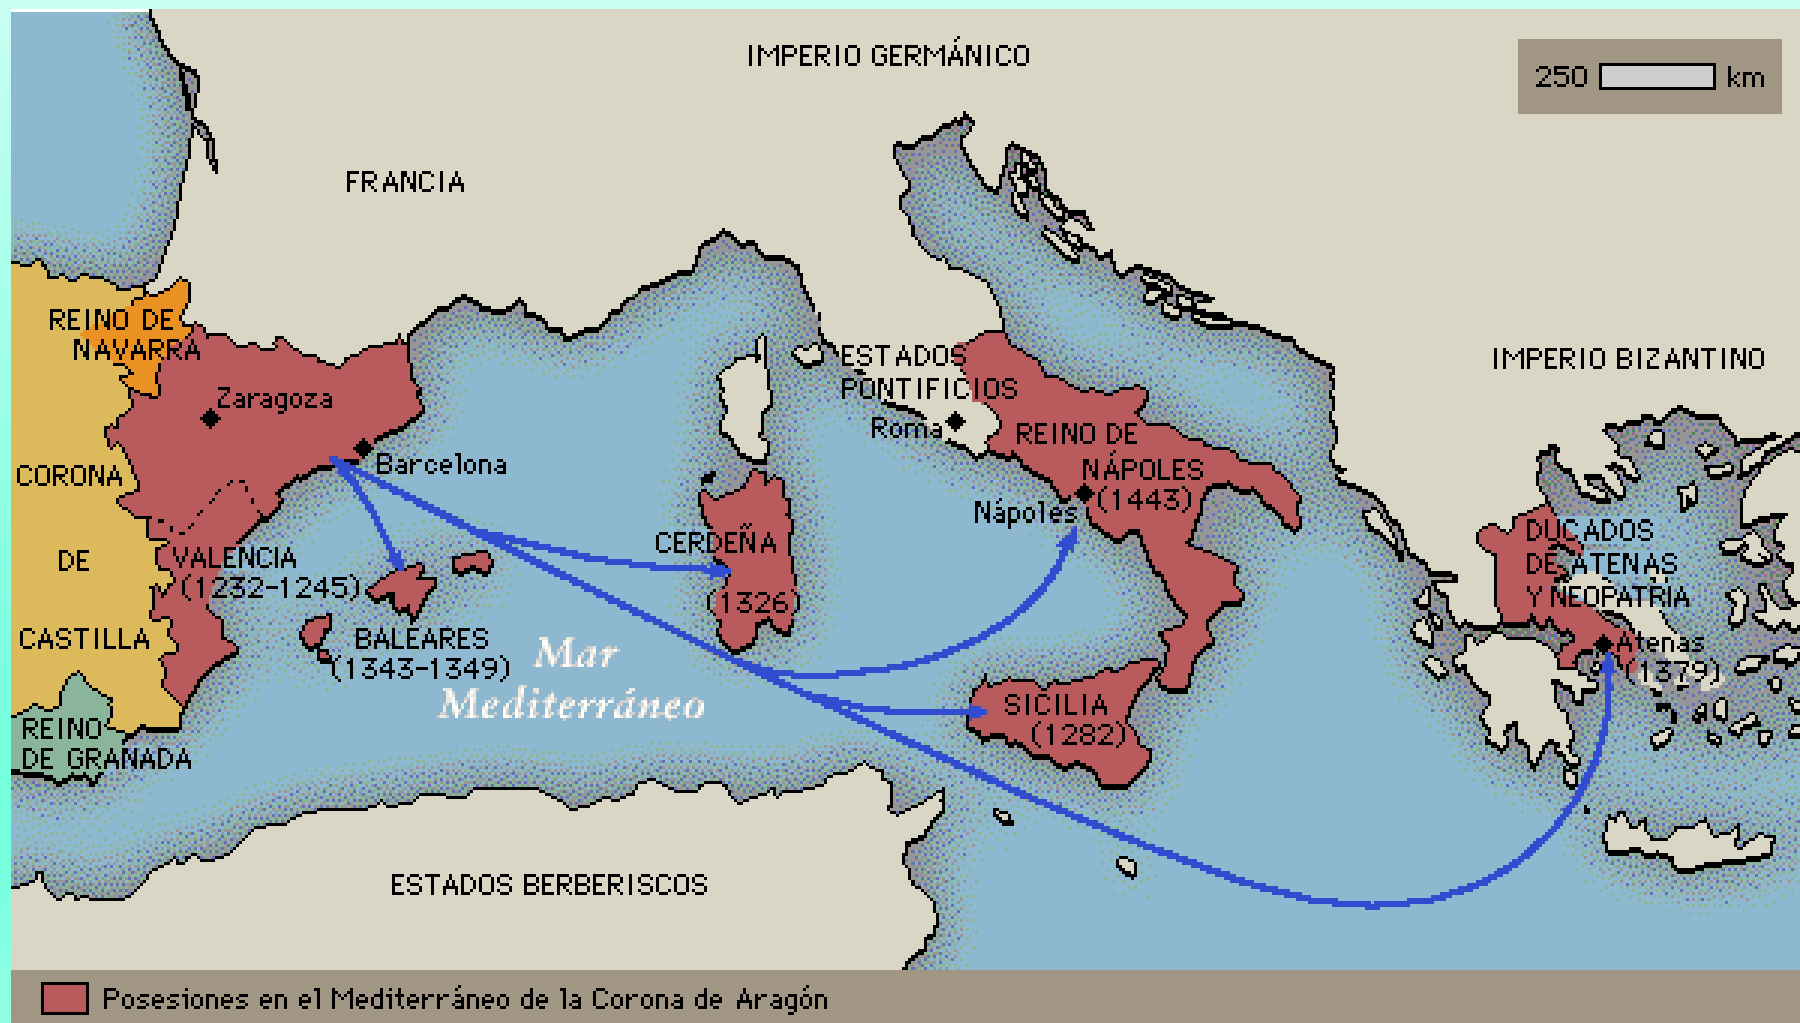 IMPERIO GERMÁNICO
250 km
FRANCIA
REINO DE
NAVARRA
ESTADOS
PONTIFICIOS
IMPERIO BIZANTINO
Zaragoza
Roma
REINO DE
NÁPOLES
(1443)
Barcelona
CORONA
DE
CASTILLA
Nápoles
DUCADOS
DE ATENAS
Y NEOPATRIA
VALENCIA
(1232-1245)
CERDEÑA
(1326)
BALEARES
(1343-1349)
Mar
Mediterráneo
Atenas
(1379)
SICILIA
(1282)
REINO
DE GRANADA
ESTADOS BERBERISCOS
Posesiones en el Mediterráneo de la Corona de Aragón